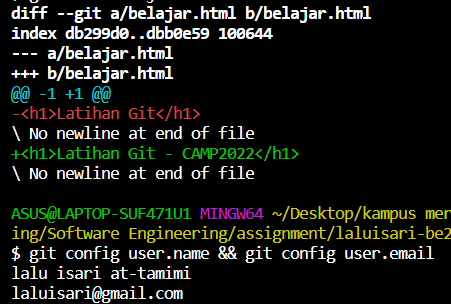 diff --git a/belajar.html b/belajar.html
index db299d0..dbb0e59 100644
--- a/belajar.html
+++ b/belajar.html
@@ -1 +1 @@
-<h1>Latihan Git</h1>
\ No newline at end of file
+<h1>Latihan Git - CAMP2022</h1>
\ No newline at end of file
ASUS@LAPTOP-SUF471U1 MINGW64 ~/Desktop/kampus mer
ing/Software Engineering/assignment/laluisari-be2
$ git config user.name && git config user.email
lalu isari at-tamimi
laluisari@gmail.com